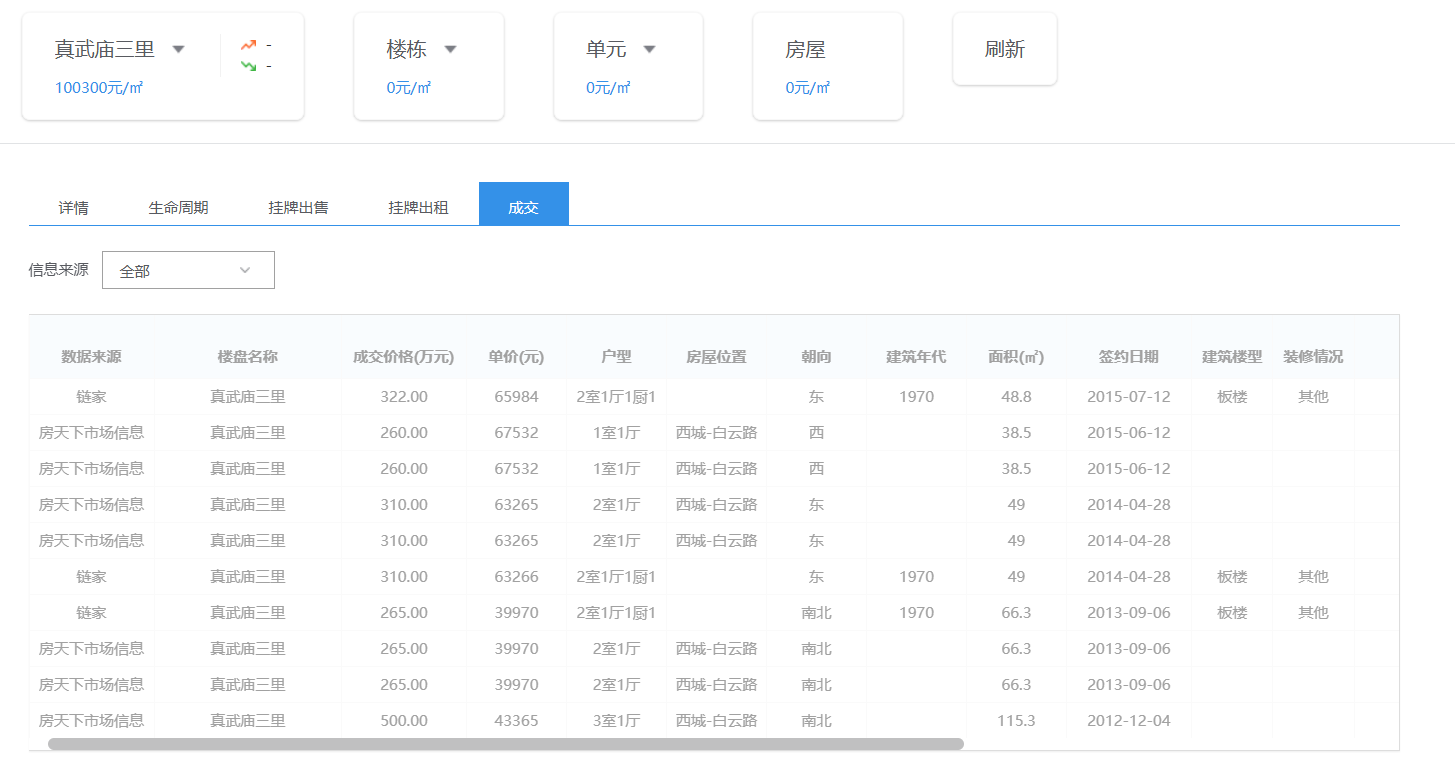 真武庙三里 - 楼栋 单元 房屋 刷新
-
100300元/㎡ 0元/㎡ 0元/㎡ 0元/㎡
详情 生命周期 挂牌出售 挂牌出租 成交
信息来源 全部
数据来源 楼盘名称 成交价格(万元) 单价(元) 户型 房屋位置 朝向 建筑年代 面积(㎡) 签约日期 建筑楼型 装修情况
链家 真武庙三里 322.00 65984 2室1厅1厨1 东 1970 48.8 2015-07-12 板楼 其他
房天下市场信息 真武庙三里 260.00 67532 1室1厅 西城-白云路 西 38.5 2015-06-12
房天下市场信息 真武庙三里 260.00 67532 1室1厅 西城-白云路 西 38.5 2015-06-12
房天下市场信息 真武庙三里 310.00 63265 2室1厅 西城-白云路 东 49 2014-04-28
房天下市场信息 真武庙三里 310.00 63265 2室1厅 西城-白云路 东 49 2014-04-28
链家 真武庙三里 310.00 63266 2室1厅1厨1 东 1970 49 2014-04-28 板楼 其他
链家 真武庙三里 265.00 39970 2室1厅1厨1 南北 1970 66.3 2013-09-06 板楼 其他
房天下市场信息 真武庙三里 265.00 39970 2室1厅 西城-白云路 南北 66.3 2013-09-06
房天下市场信息 真武庙三里 265.00 39970 2室1厅 西城-白云路 南北 66.3 2013-09-06
房天下市场信息 真武庙三里 500.00 43365 3室1厅 西城-白云路 南北 115.3 2012-12-04